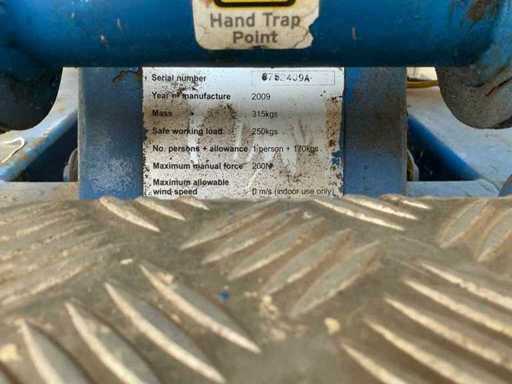 Hand Trap
Point
Serial number 6752409A
Year of manufacture 2009
Mass 315kgs
Safe working load 250kgs
No. persons + allowance 1 person + 170kgs
Maximum manual force 200N
Maximum allowable
wind speed 0 m/s (indoor use only)